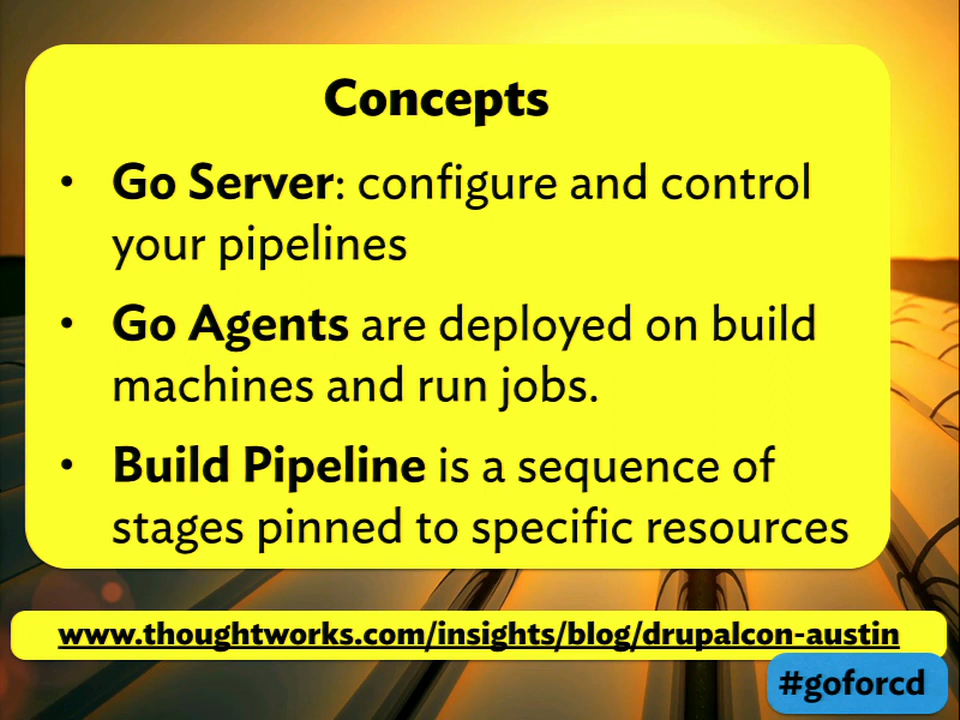 Concepts
• Go Server: configure and control
your pipelines
• Go Agents are deployed on build
machines and run jobs.
• Build Pipeline is a sequence of
stages pinned to specific resources
www.thoughtworks.com/insights/blog/drupalcon-austin
#goforcd